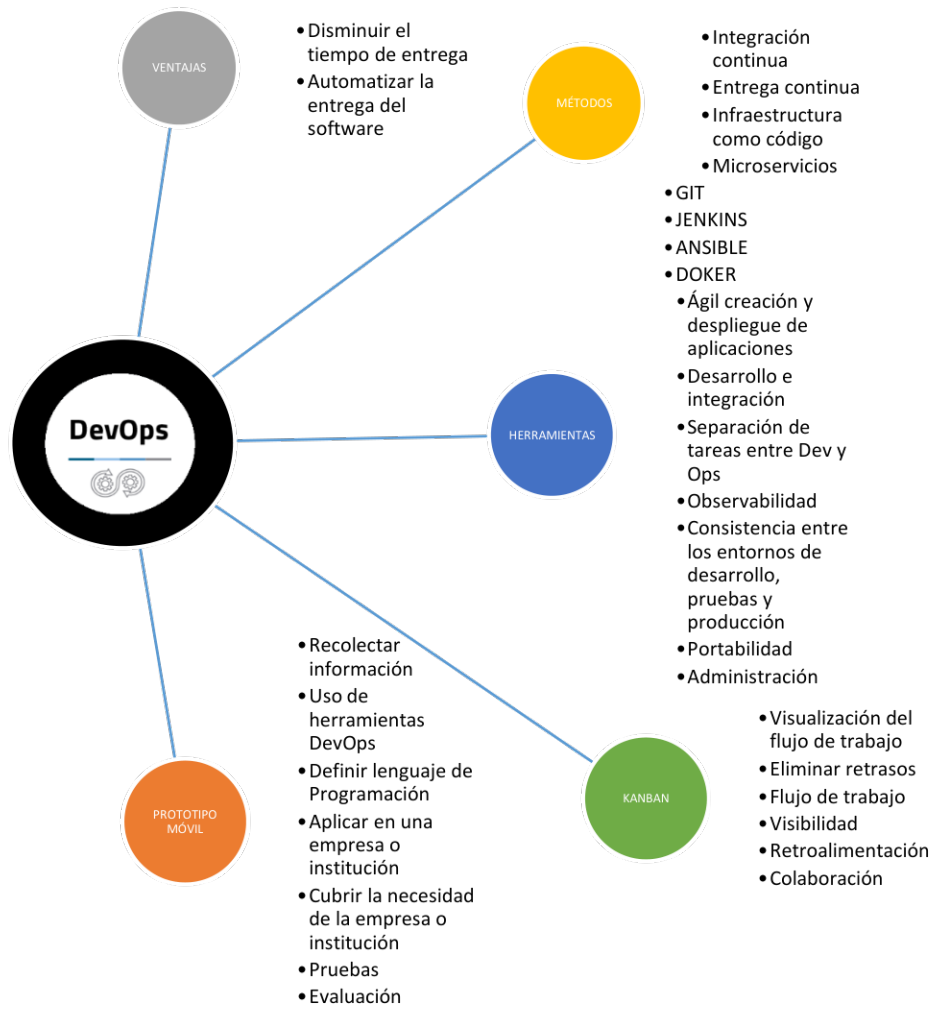 VENTAJAS
•Disminuir el
tiempo de entrega
•Automatizar la
entrega del
software
MÉTODOS
•Integración
continua
•Entrega continua
•Infraestructura
como código
•Microservicios
DevOps
HERRAMIENTAS
•GIT
•JENKINS
•ANSIBLE
•DOKER
•Ágil creación y
despliegue de
aplicaciones
•Desarrollo e
integración
•Separación de
tareas entre Dev y
Ops
•Observabilidad
•Consistencia entre
los entornos de
desarrollo,
pruebas y
producción
•Portabilidad
•Administración
KANBAN
•Visualización del
flujo de trabajo
•Eliminar retrasos
•Flujo de trabajo
•Visibilidad
•Retroalimentación
•Colaboración
PROTOTIPO
MÓVIL
•Recolectar
información
•Uso de
herramientas
DevOps
•Definir lenguaje de
Programación
•Aplicar en una
empresa o
institución
•Cubrir la necesidad
de la empresa o
institución
•Pruebas
•Evaluación